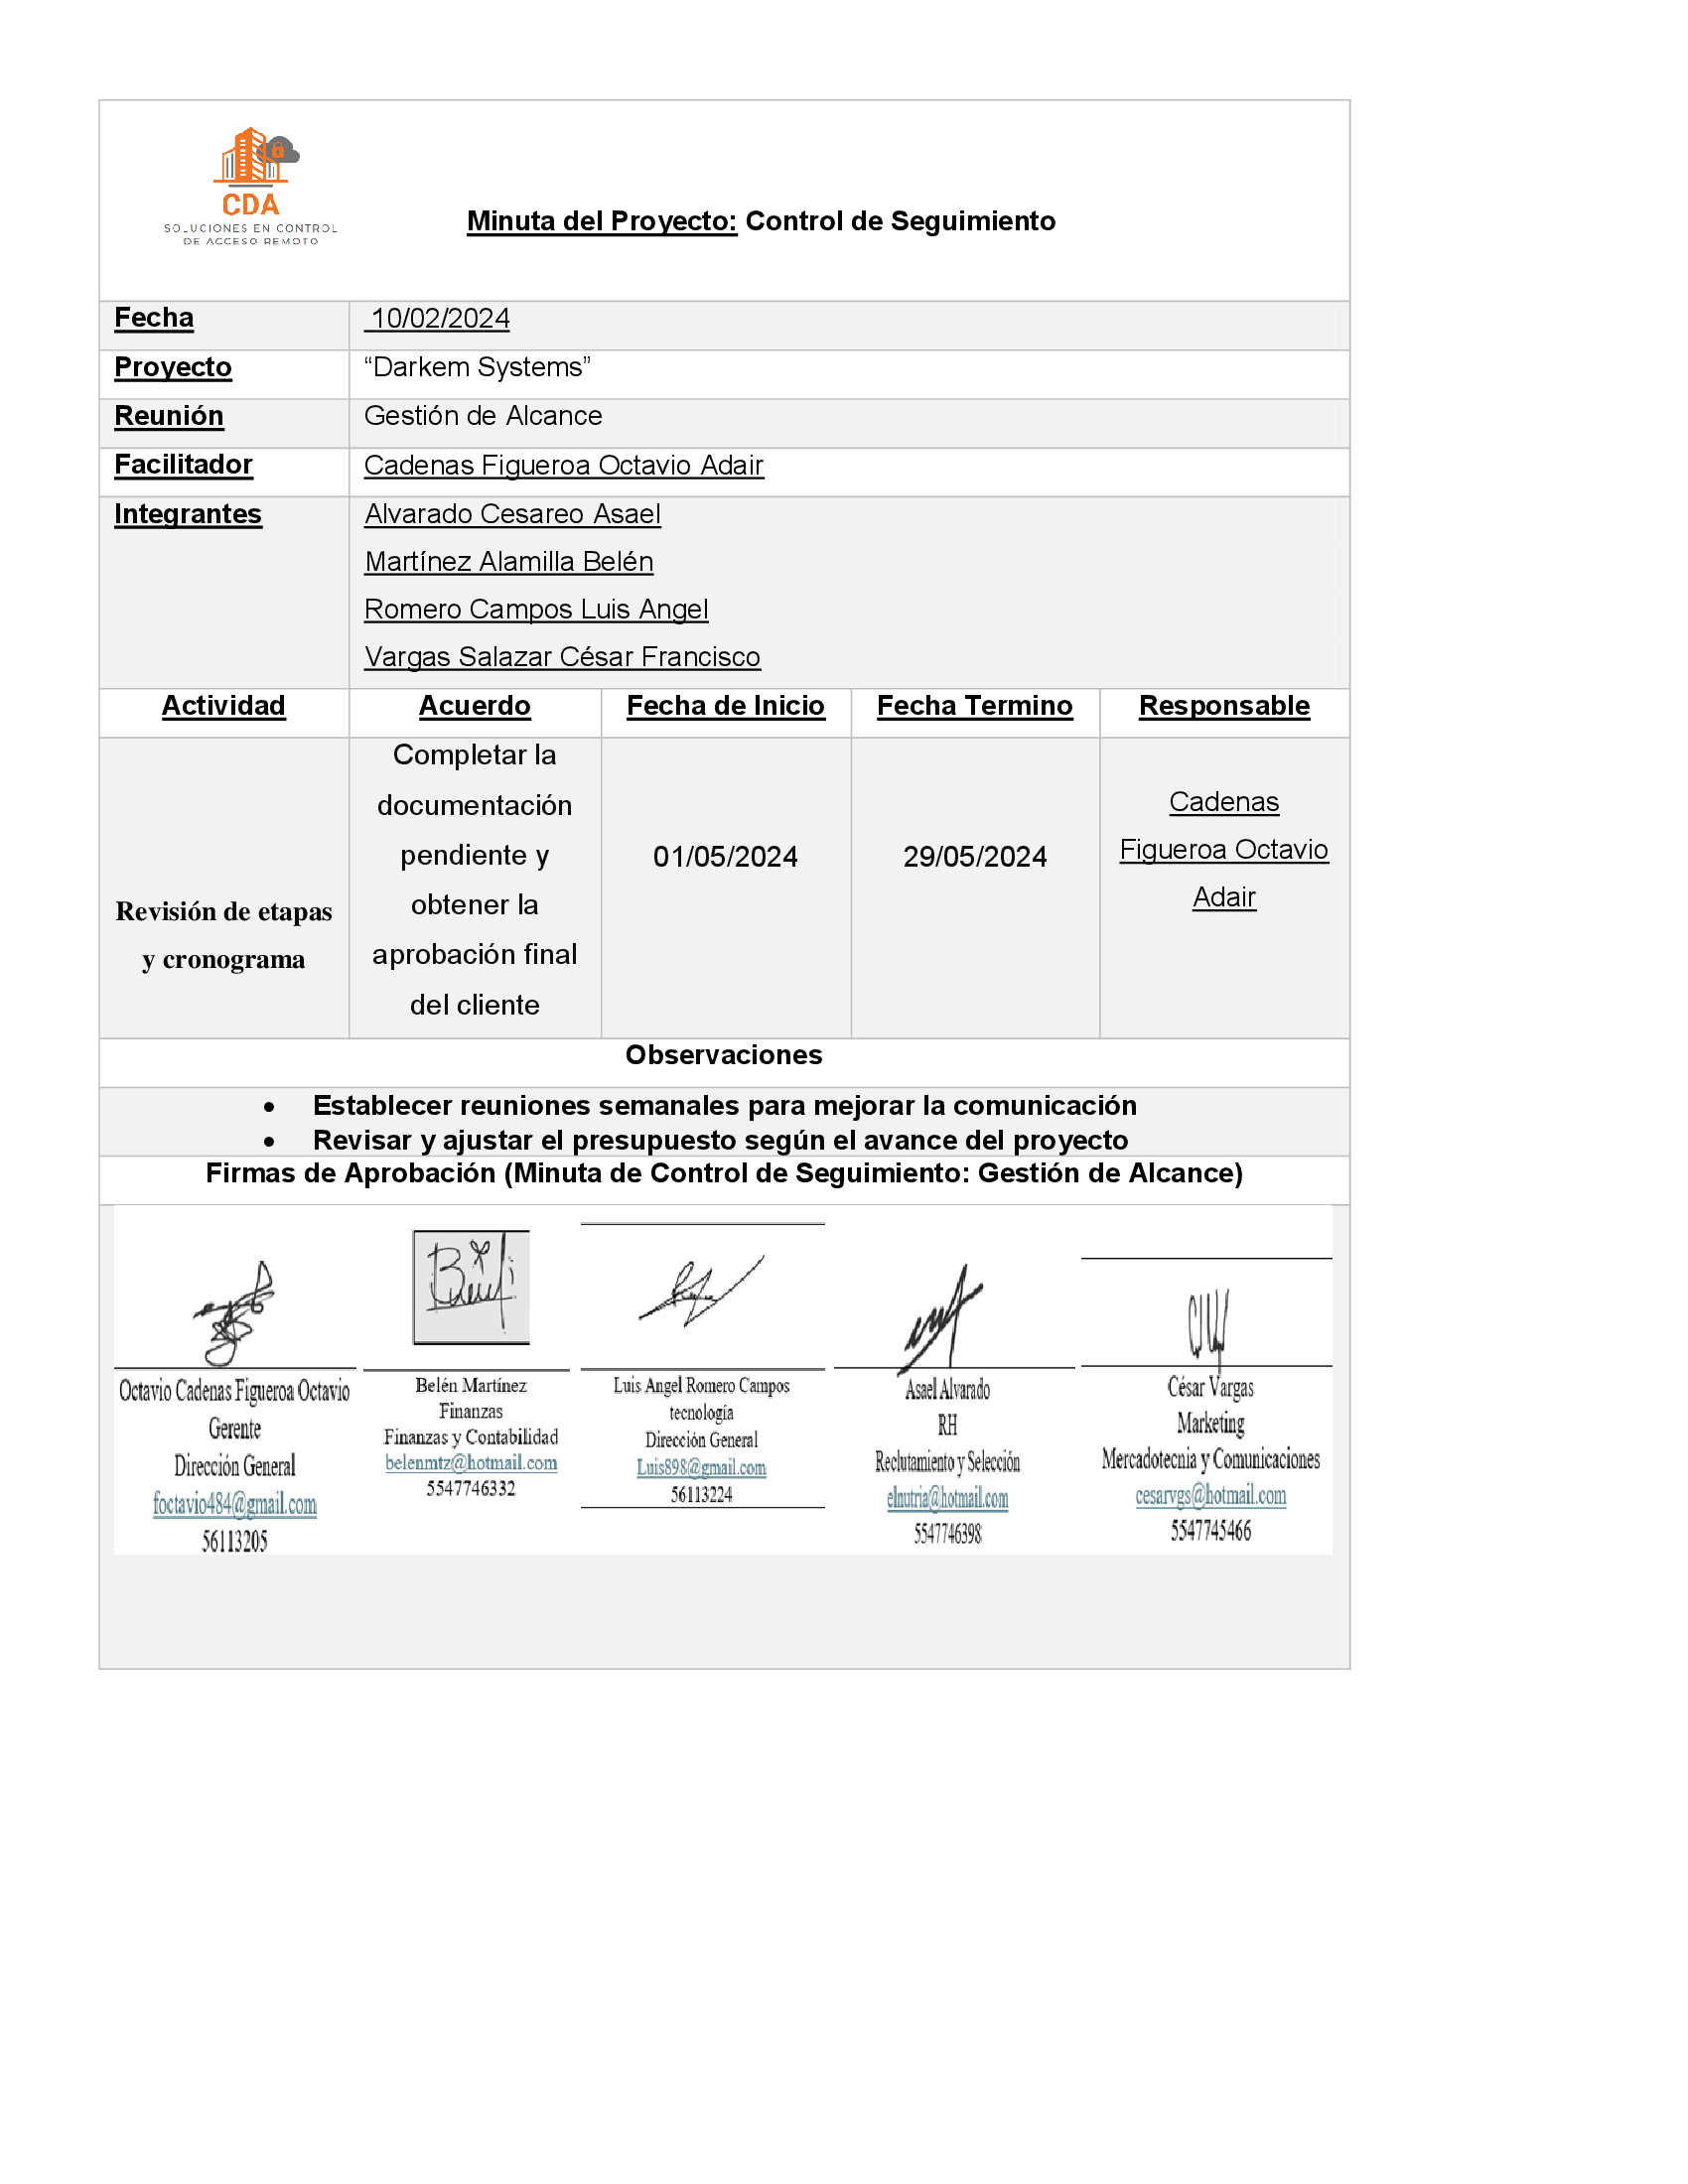 CDA
SOLUCIONES EN CONTROL
DE ACCESO REMOTO
Minuta del Proyecto: Control de Seguimiento
Fecha
10/02/2024
Proyecto
“Darkem Systems”
Reunión
Gestión de Alcance
Facilitador
Cadenas Figueroa Octavio Adair
Integrantes
Alvarado Cesareo Asael
Martínez Alamilla Belén
Romero Campos Luis Angel
Vargas Salazar César Francisco
Actividad
Acuerdo
Fecha de Inicio
Fecha Termino
Responsable
Revisión de etapas
y cronograma
Completar la
documentación
pendiente y
obtener la
aprobación final
del cliente
01/05/2024
29/05/2024
Cadenas
Figueroa Octavio
Adair
Observaciones
• Establecer reuniones semanales para mejorar la comunicación
• Revisar y ajustar el presupuesto según el avance del proyecto
Firmas de Aprobación (Minuta de Control de Seguimiento: Gestión de Alcance)
Octavio Cadenas Figueroa Octavio
Gerente
Dirección General
foctavio484@gmail.com
56113205
Belén Martínez
Finanzas
Finanzas y Contabilidad
belenmtz@hotmail.com
5547746332
Luis Angel Romero Campos
tecnología
Dirección General
Luis898@gmail.com
56113224
Asael Alvarado
RH
Reclutamiento y Selección
elnutria@hotmail.com
5547746398
César Vargas
Marketing
Mercadotecnia y Comunicaciones
cesarvgs@hotmail.com
5547745466